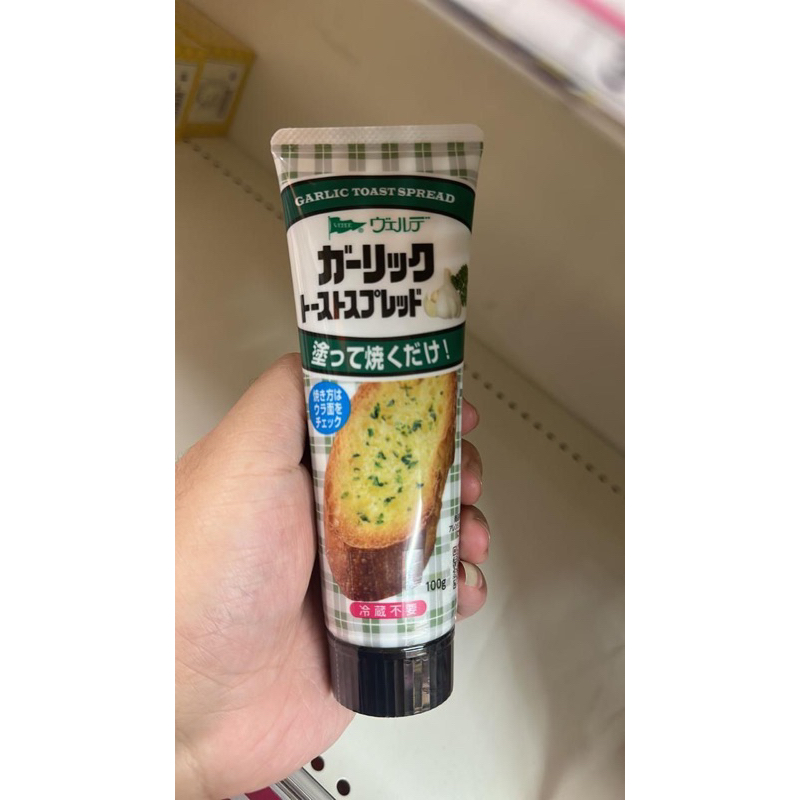 GARLIC TOAST SPREAD
ヴェルデ
ガーリック
トーストスプレッド
塗って焼くだけ!
焼き方は
ウラ面を
チェック
100g
冷蔵不要